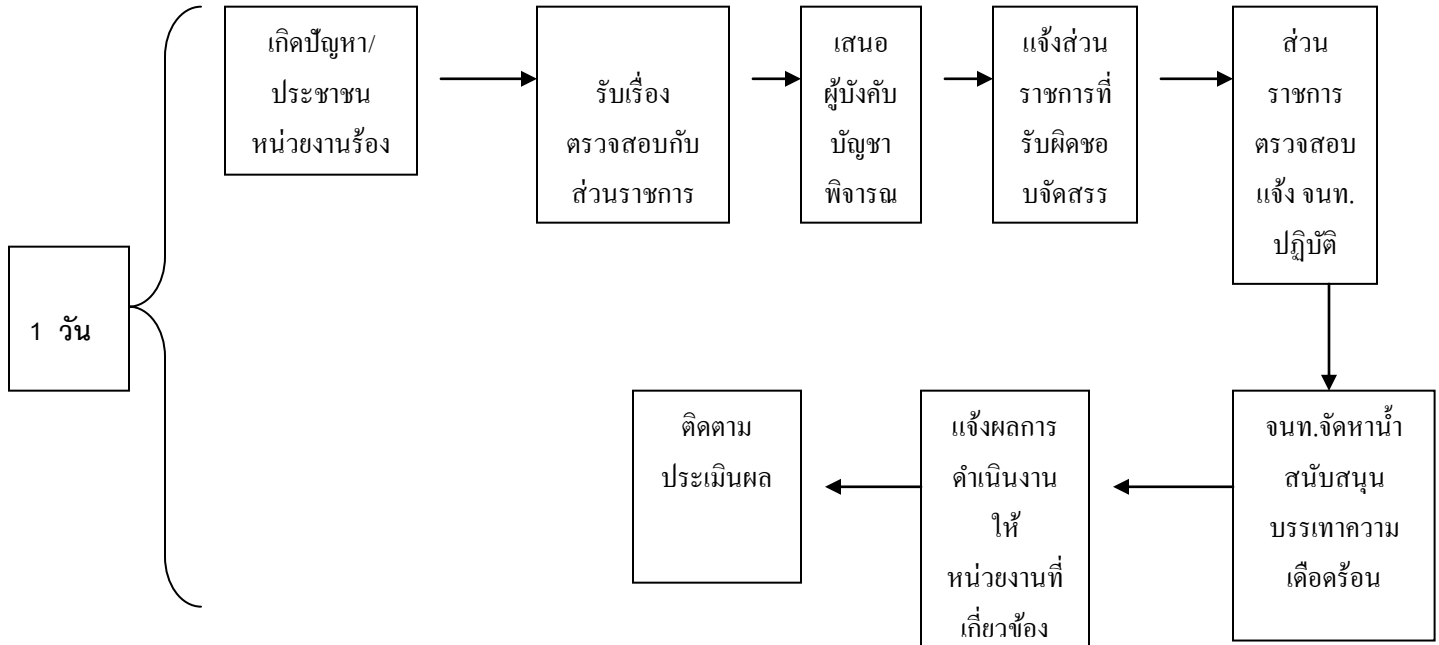 เกิดปัญหา/
ประชาชน
หน่วยงานร้อง
รับเรื่อง
ตรวจสอบกับ
ส่วนราชการ
เสนอ
ผู้บังคับ
บัญชา
พิจารณ
แจ้งส่วน
ราชการที่
รับผิดชอ
บจัดสรร
ส่วน
ราชการ
ตรวจสอบ
แจ้ง จนท.
ปฏิบัติ
1 วัน
จนท.จัดหาน้ำ
สนับสนุน
บรรเทาความ
เดือดร้อน
แจ้งผลการ
ดำเนินงาน
ให้
หน่วยงานที่
เกี่ยวข้อง
ติดตาม
ประเมินผล